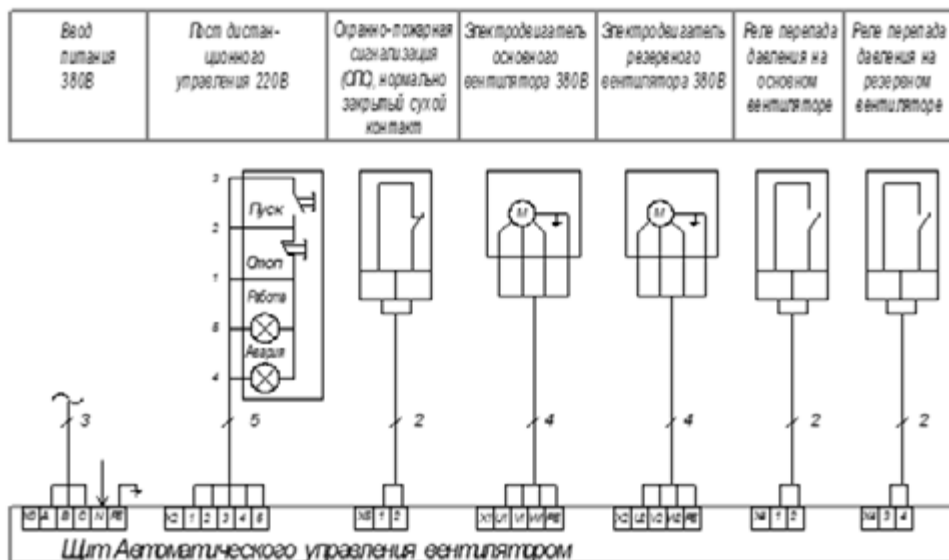 Ввод
питания
380В
Пост дистан-
ционного
управления 220В
Охранно-пожарная
сигнализация
(ОПС), нормально
закрытый сухой
контакт
Электродвигатель
основного
вентилятора 380В
Электродвигатель
резервного
вентилятора 380В
Реле перепада
давления на
основном
вентиляторе
Реле перепада
давления на
резервном
вентиляторе
3
Пуск
2
Стоп
1
Работа
Авария
4
M
M
3
5
2
4
4
2
2
A B C N PE
X2 1 2 3 4
1 2
X1 U1 V1 W1 PE
X2 U2 V2 W2 PE
X4 1 2
X4 3 4
Щит Автоматического управления вентилятором